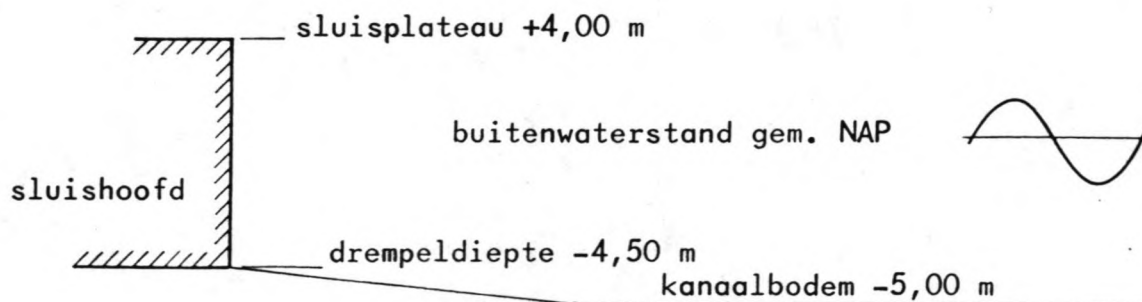 sluisplateau +4,00 m
buitenwaterstand gem. NAP
sluishoofd
drempeldiepte -4,50 m
kanaalbodem -5,00 m